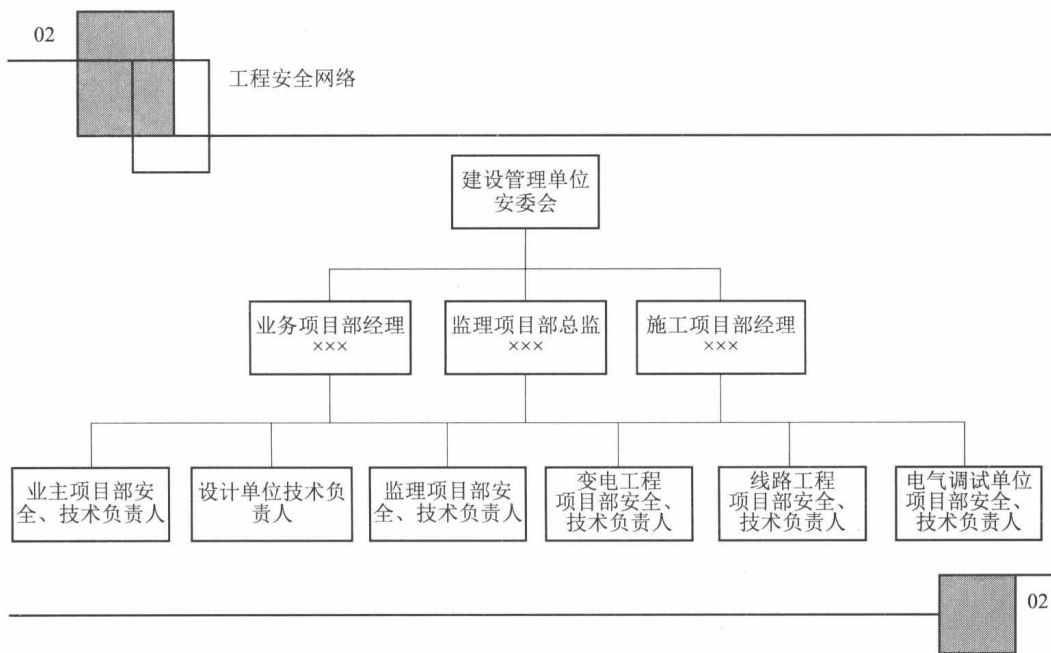 02
工程安全网络
建设管理单位
安委会
业务项目部经理
×××
监理项目部总监
×××
施工项目部经理
×××
业主项目部安
全、技术负责人
设计单位技术负
责人
监理项目部安
全、技术负责人
变电工程
项目部安全、
技术负责人
线路工程
项目部安全、
技术负责人
电气调试单位
项目部安全、
技术负责人
02